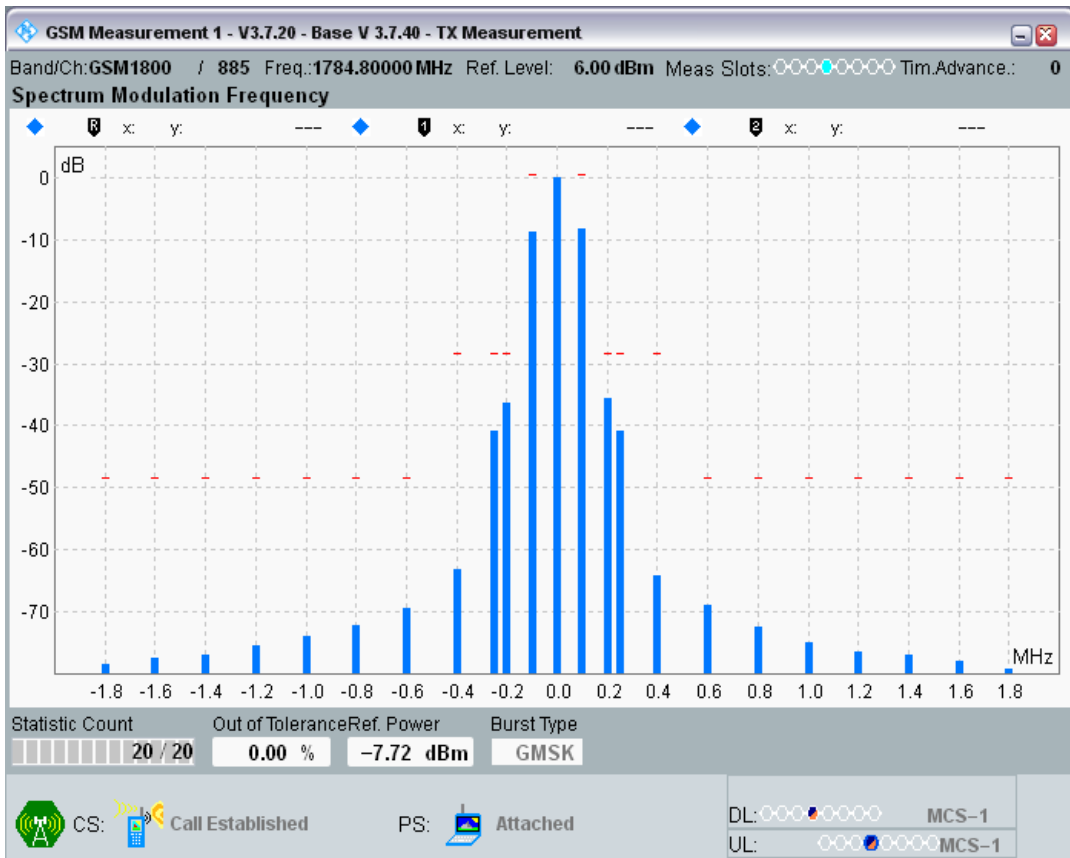 GSM Measurement 1 - V3.7.20 - Base V 3.7.40 - TX Measurement
Band/Ch:GSM1800 / 885 Freq.:1784.80000 MHz Ref. Level: 6.00 dBm Meas Slots: Tim.Advance.: 0
Spectrum Modulation Frequency
R x: y: --- 1 x: y: --- 2 x: y: ---
dB
0
-10
-20
-30
-40
-50
-60
-70
MHz
-1.8 -1.6 -1.4 -1.2 -1.0 -0.8 -0.6 -0.4 -0.2 0.0 0.2 0.4 0.6 0.8 1.0 1.2 1.4 1.6 1.8
Statistic Count Out of Tolerance Ref. Power Burst Type
20 / 20 0.00 % -7.72 dBm GMSK
CS: Call Established PS: Attached
DL: MCS-1
UL: MCS-1